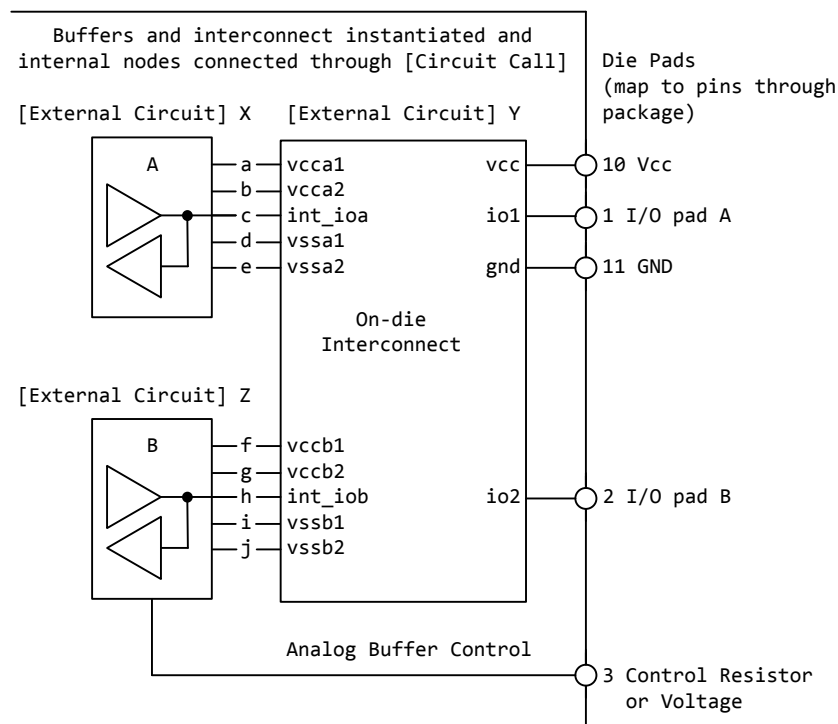 Buffers and interconnect instantiated and
internal nodes connected through [Circuit Call]
Die Pads
(map to pins through
package)
[External Circuit] X
[External Circuit] Y
A
a
b
c
d
e
vcca1
vcca2
int_ioa
vssa1
vssa2
vcc
io1
gnd
10 Vcc
1 I/O pad A
11 GND
On-die
Interconnect
[External Circuit] Z
B
f
g
h
i
j
vccb1
vccb2
int_iob
vssb1
vssb2
io2
2 I/O pad B
Analog Buffer Control
3 Control Resistor
or Voltage